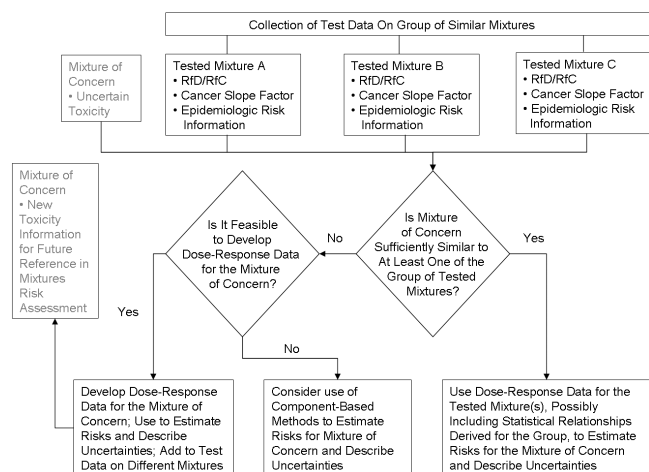 Collection of Test Data On Group of Similar Mixtures
Mixture of
Concern
• Uncertain
Toxicity
Tested Mixture A
• RfD/RfC
• Cancer Slope Factor
• Epidemiologic Risk
Information
Tested Mixture B
• RfD/RfC
• Cancer Slope Factor
• Epidemiologic Risk
Information
Tested Mixture C
• RfD/RfC
• Cancer Slope Factor
• Epidemiologic Risk
Information
Mixture of
Concern
• New
Toxicity
Information
for Future
Reference in
Mixtures
Risk
Assessment
Is It Feasible
to Develop
Dose-Response Data
for the Mixture
of Concern?
No
Is Mixture
of Concern
Sufficiently Similar to
At Least One of the
Group of Tested
Mixtures?
Yes
Yes
No
Develop Dose-Response
Data for the Mixture of
Concern; Use to Estimate
Risks and Describe
Uncertainties; Add to Test
Data on Different Mixtures
Consider use of
Component-Based
Methods to Estimate
Risks for Mixture of
Concern and Describe
Uncertainties
Use Dose-Response Data for the
Tested Mixture(s), Possibly
Including Statistical Relationships
Derived for the Group, to Estimate
Risks for the Mixture of Concern
and Describe Uncertainties